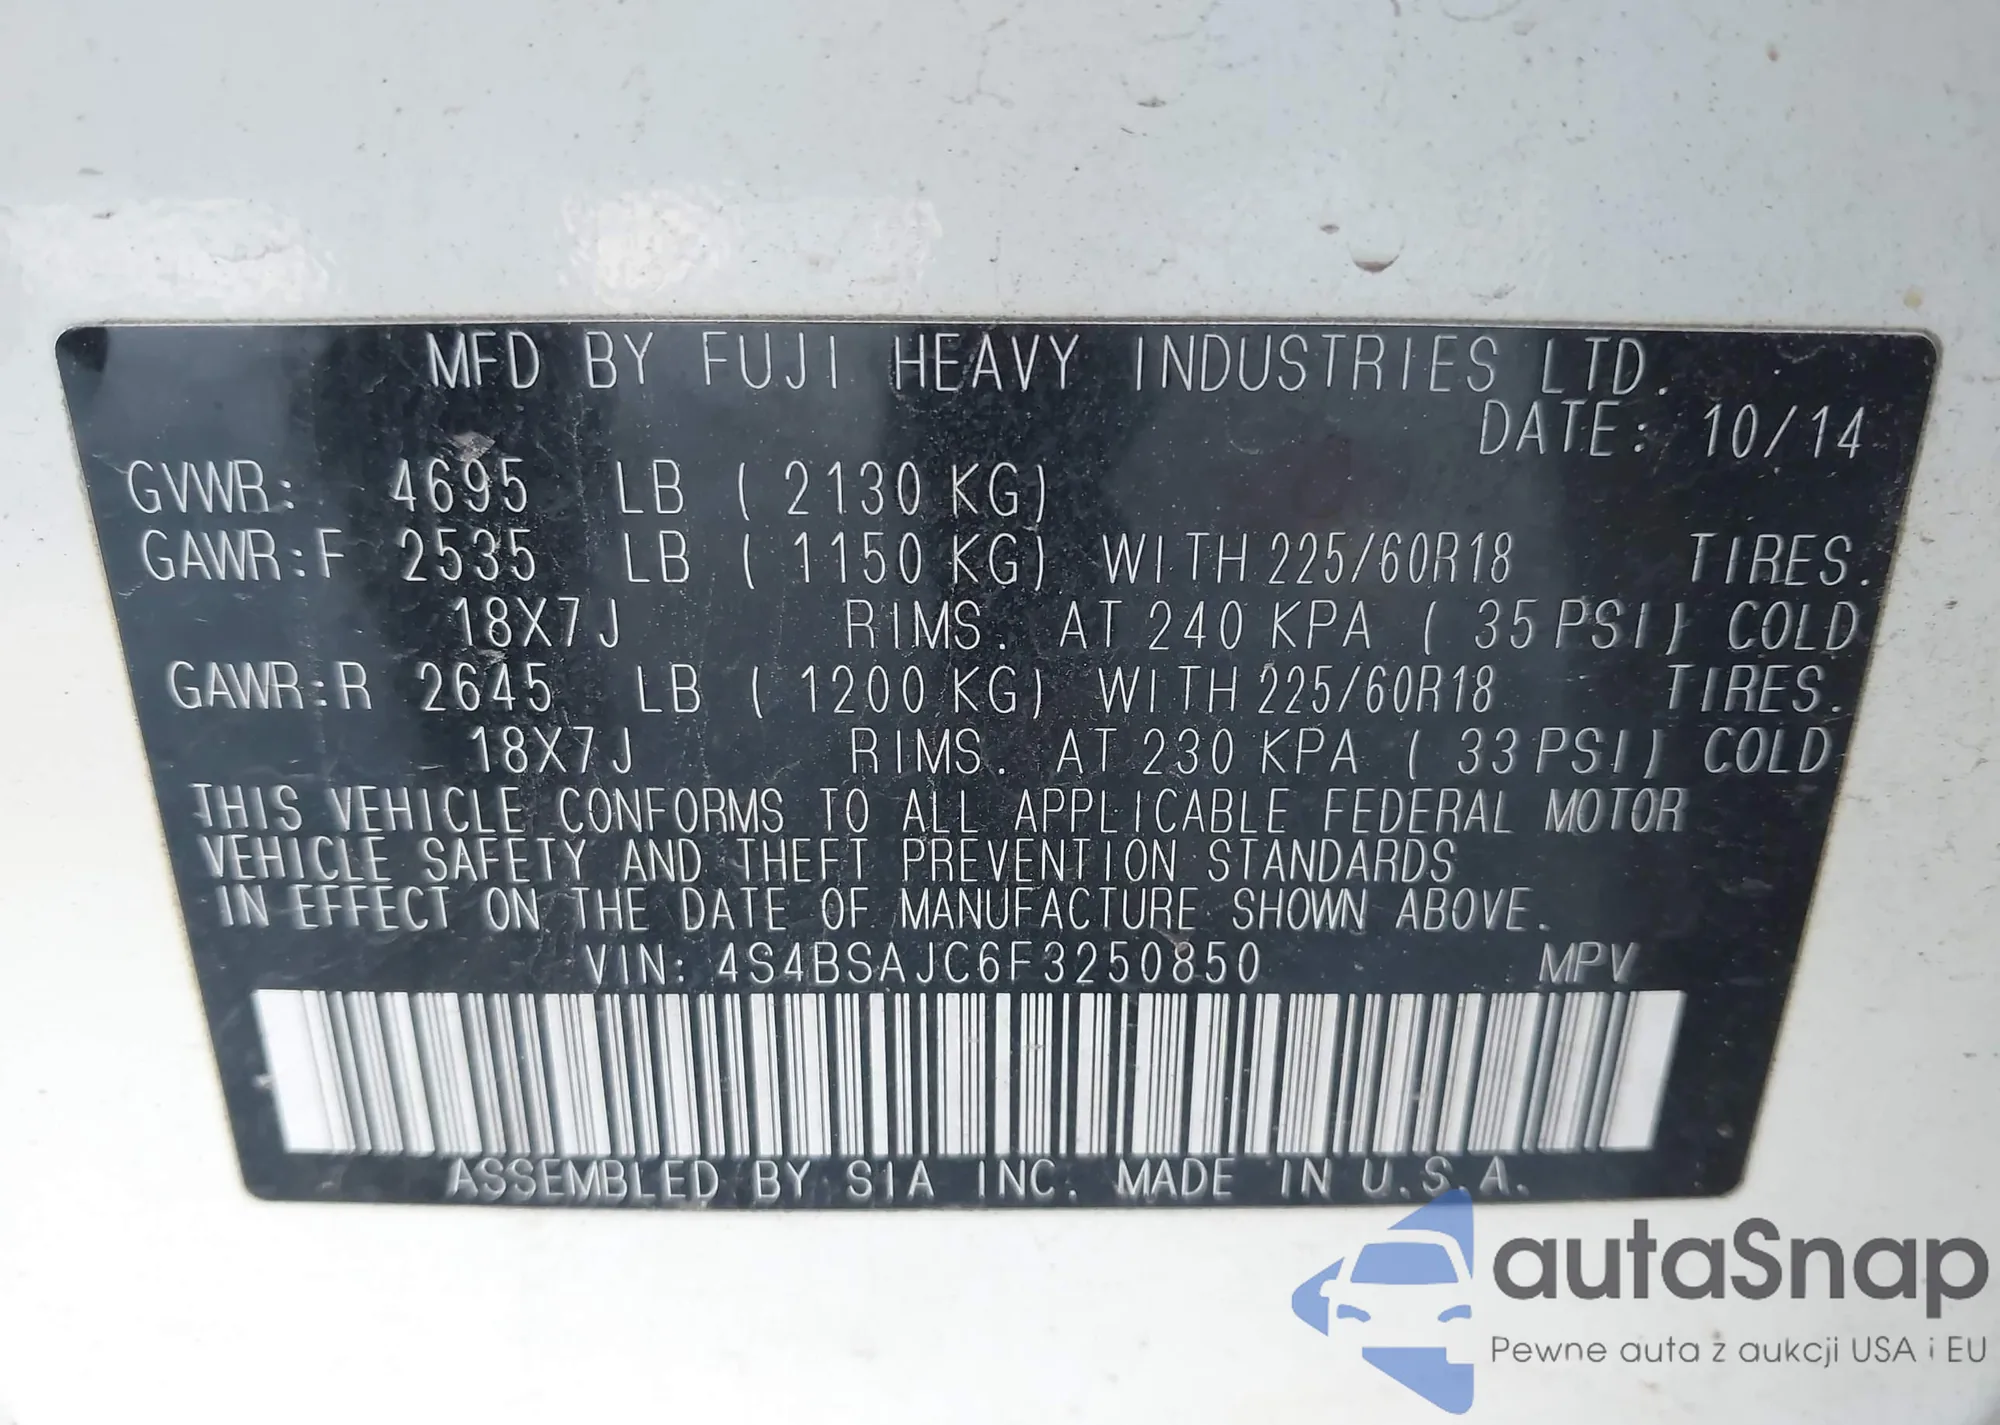 MFD BY FUJI HEAVY INDUSTRIES LTD.
DATE: 10/14
GVWR: 4695 LB ( 2130 KG)
GAWR:F 2535 LB ( 1150 KG) WITH 225/60R18 TIRES.
18X7J RIMS. AT 240 KPA ( 35 PSI) COLD
GAWR:R 2645 LB ( 1200 KG) WITH 225/60R18 TIRES.
18X7J RIMS. AT 230 KPA ( 33 PSI) COLD
THIS VEHICLE CONFORMS TO ALL APPLICABLE FEDERAL MOTOR
VEHICLE SAFETY AND THEFT PREVENTION STANDARDS
IN EFFECT ON THE DATE OF MANUFACTURE SHOWN ABOVE.
VIN: 4S4BSAJC6F3250850 MPV
ASSEMBLED BY SIA INC. MADE IN U.S.A.
autaSnap
Pewne auta z aukcji USA i EU